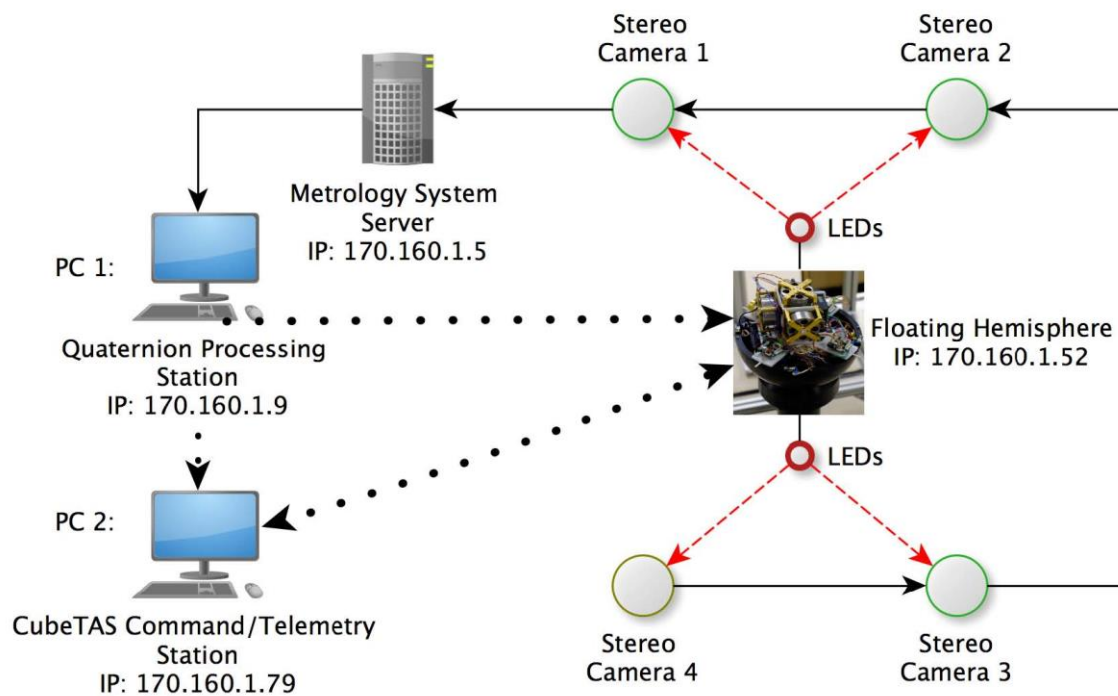 Stereo
Camera 1
Stereo
Camera 2
Metrology System
Server
IP: 170.160.1.5
LEDs
PC 1:
Floating Hemisphere
IP: 170.160.1.52
Quaternion Processing
Station
IP: 170.160.1.9
LEDs
PC 2:
CubeTAS Command/Telemetry
Station
IP: 170.160.1.79
Stereo
Camera 4
Stereo
Camera 3